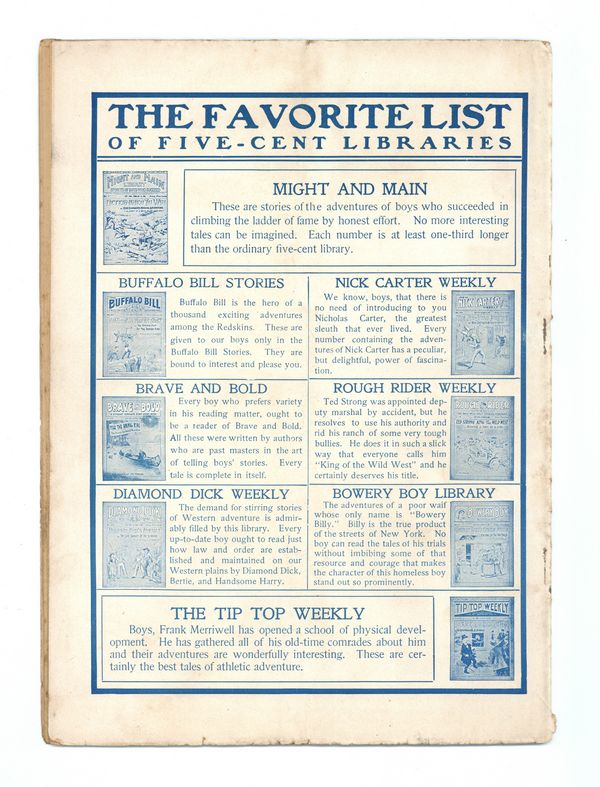 THE FAVORITE LIST
OF FIVE-CENT LIBRARIES
MIGHT AND MAIN
LIBRARY
MIGHT AND MAIN
These are stories of the adventures of boys who succeeded in
climbing the ladder of fame by honest effort. No more interesting
tales can be imagined. Each number is at least one-third longer
than the ordinary five-cent library.
BUFFALO BILL STORIES
BUFFALO BILL
Buffalo Bill is the hero of a
thousand exciting adventures
among the Redskins. These are
given to our boys only in the
Buffalo Bill Stories. They are
bound to interest and please you.
NICK CARTER WEEKLY
We know, boys, that there is
no need of introducing to you
Nicholas Carter, the greatest
sleuth that ever lived. Every
number containing the adven-
tures of Nick Carter has a peculiar,
but delightful, power of fascina-
tion.
NICK CARTER
BRAVE AND BOLD
BRAVE AND BOLD
Every boy who prefers variety
in his reading matter, ought to
be a reader of Brave and Bold.
All these were written by authors
who are past masters in the art
of telling boys' stories. Every
tale is complete in itself.
ROUGH RIDER WEEKLY
Ted Strong was appointed dep-
uty marshal by accident, but he
resolves to use his authority and
rid his ranch of some very tough
bullies. He does it in such a slick
way that everyone calls him
"King of the Wild West" and he
certainly deserves his title.
ROUGH RIDER
DIAMOND DICK WEEKLY
DIAMOND DICK
The demand for stirring stories
of Western adventure is admir-
ably filled by this library. Every
up-to-date boy ought to read just
how law and order are estab-
lished and maintained on our
Western plains by Diamond Dick,
Bertie, and Handsome Harry.
BOWERY BOY LIBRARY
The adventures of a poor waif
whose only name is "Bowery
Billy." Billy is the true product
of the streets of New York. No
boy can read the tales of his trials
without imbibing some of that
resource and courage that makes
the character of this homeless boy
stand out so prominently.
BOWERY BOY
THE TIP TOP WEEKLY
Boys, Frank Merriwell has opened a school of physical devel-
opment. He has gathered all of his old-time comrades about him
and their adventures are wonderfully interesting. These are cer-
tainly the best tales of athletic adventure.
TIP TOP WEEKLY